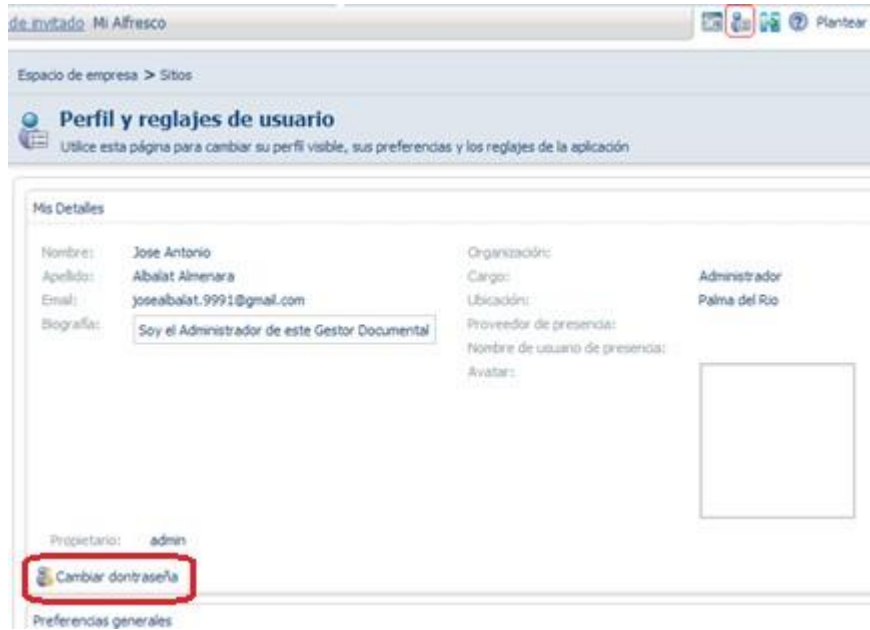 de invitado Mi Alfresco
Plantear
Espacio de empresa > Sitios
Perfil y reglajes de usuario
Utilice esta página para cambiar su perfil visible, sus preferencias y los reglajes de la aplicación
Mis Detalles
Nombre: Jose Antonio
Organización:
Apellido: Albalat Almenara
Cargo: Administrador
Email: josealbalat.9991@gmail.com
Ubicación: Palma del Rio
Biografía: Soy el Administrador de este Gestor Documental
Proveedor de presencia:
Nombre de usuario de presencia:
Avatar:
Propietario: admin
Cambiar dontraseña
Preferencias generales